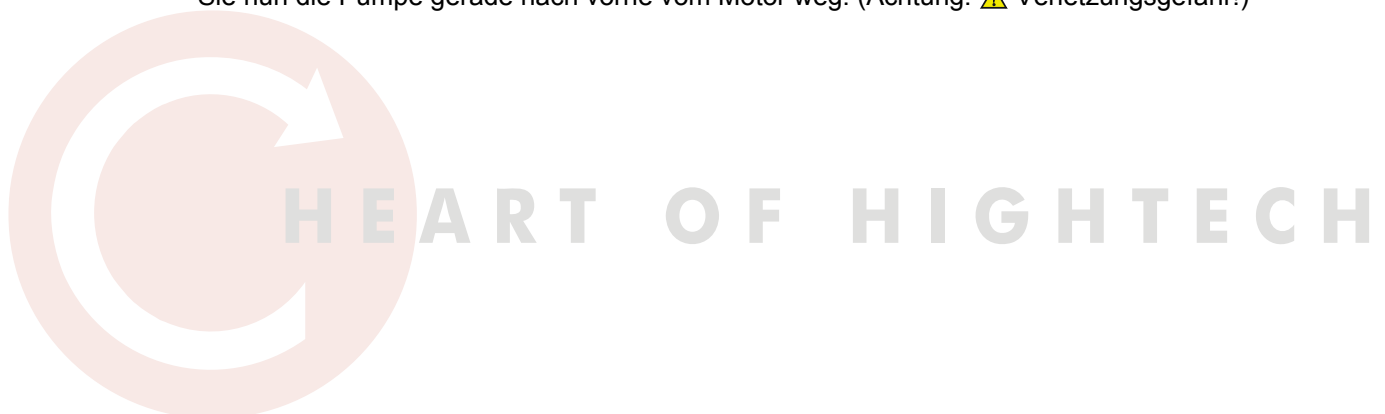 Sie nun die Pumpe gerade nach vorne vom Motor weg. (Achtung: ⚠ Verletzungsgefahr!)
HEART OF HIGHTECH